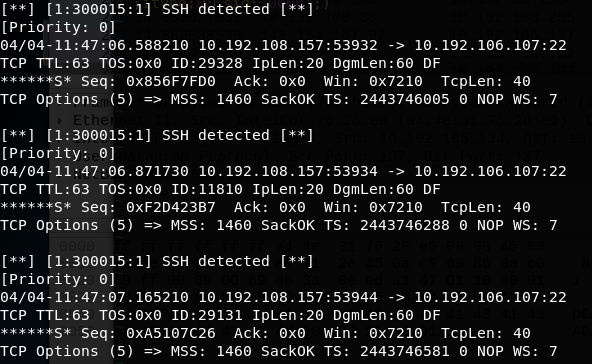 [**] [1:300015:1] SSH detected [**]
[Priority: 0]
04/04-11:47:06.588210 10.192.108.157:53932 -> 10.192.106.107:22
TCP TTL:63 TOS:0x0 ID:29328 IpLen:20 DgmLen:60 DF
******S* Seq: 0x856F7FD0  Ack: 0x0  Win: 0x7210  TcpLen: 40
TCP Options (5) => MSS: 1460 SackOK TS: 2443746005 0 NOP WS: 7
[**] [1:300015:1] SSH detected [**]
[Priority: 0]
04/04-11:47:06.871730 10.192.108.157:53934 -> 10.192.106.107:22
TCP TTL:63 TOS:0x0 ID:11810 IpLen:20 DgmLen:60 DF
******S* Seq: 0xF2D423B7  Ack: 0x0  Win: 0x7210  TcpLen: 40
TCP Options (5) => MSS: 1460 SackOK TS: 2443746288 0 NOP WS: 7
[**] [1:300015:1] SSH detected [**]
[Priority: 0]
04/04-11:47:07.165210 10.192.108.157:53944 -> 10.192.106.107:22
TCP TTL:63 TOS:0x0 ID:29131 IpLen:20 DgmLen:60 DF
******S* Seq: 0xA5107C26  Ack: 0x0  Win: 0x7210  TcpLen: 40
TCP Options (5) => MSS: 1460 SackOK TS: 2443746581 0 NOP WS: 7